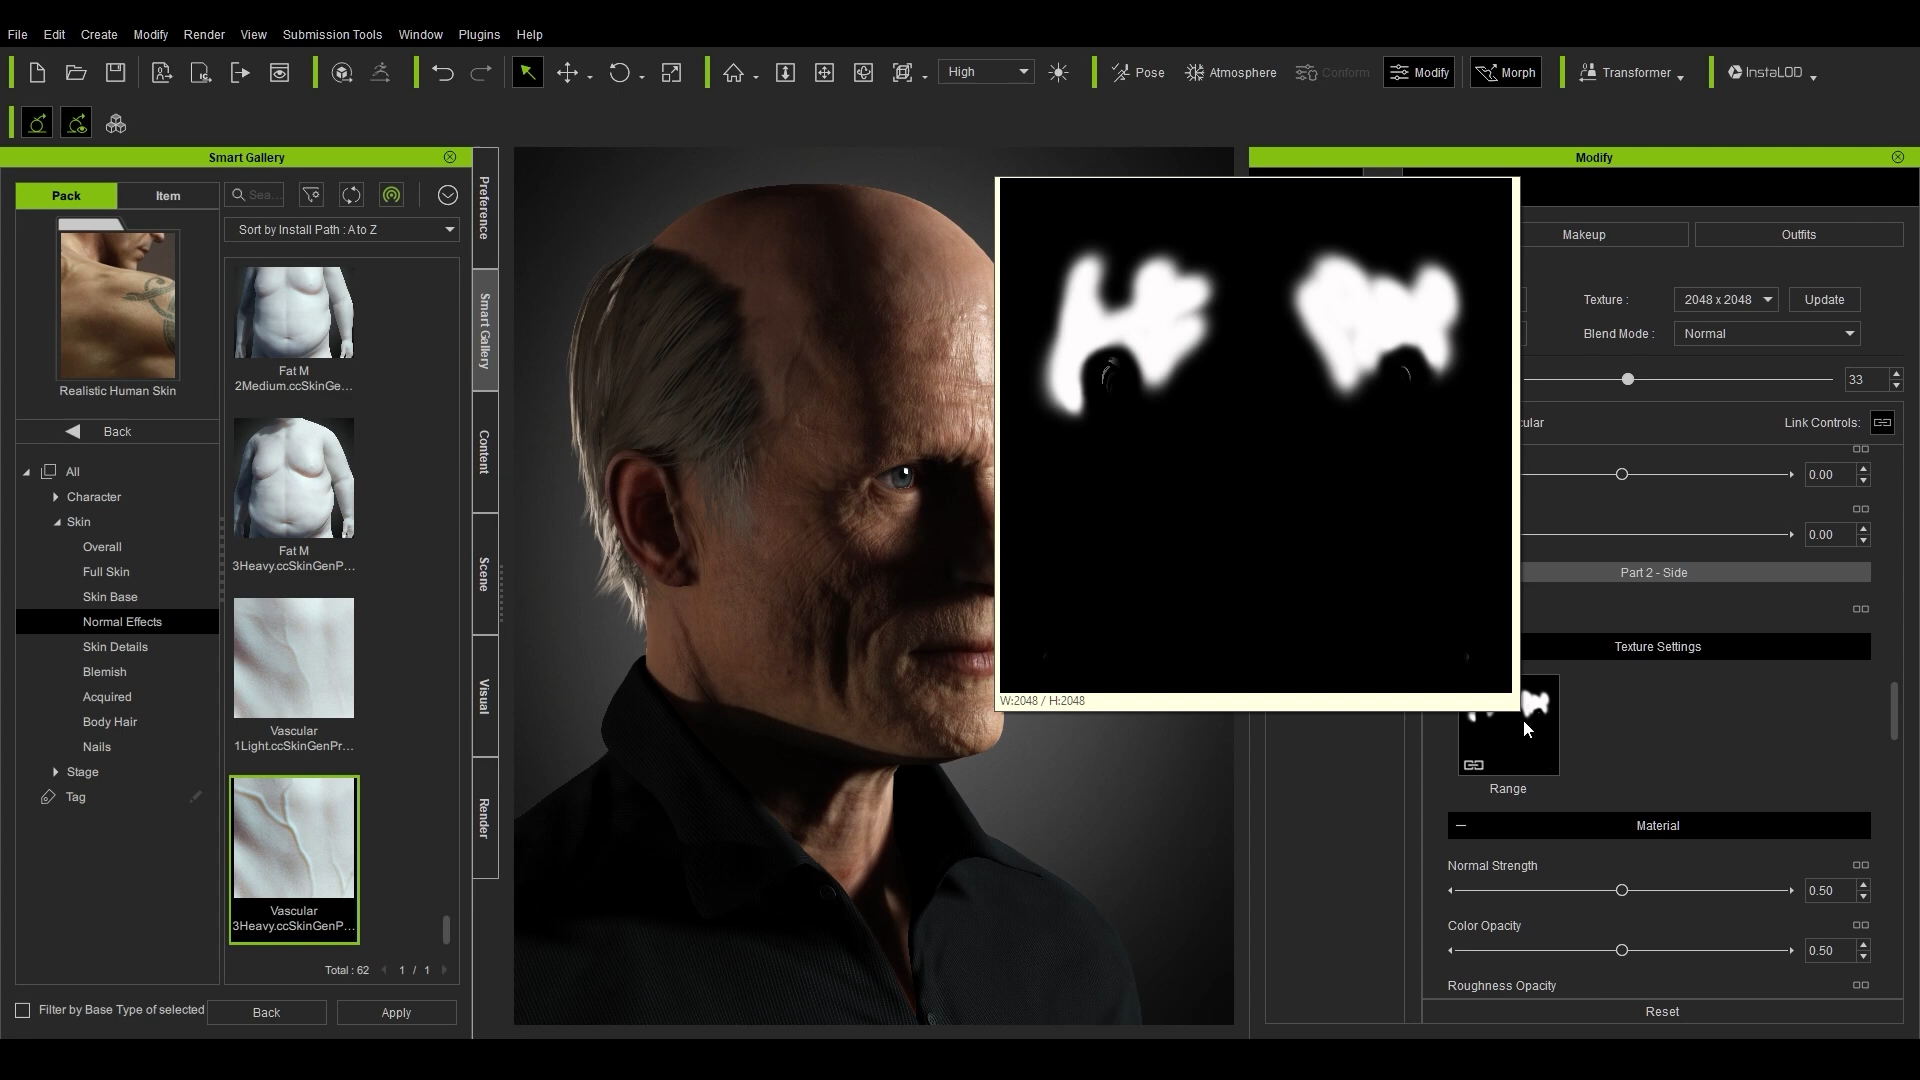 File Edit Create Modify Render View Submission Tools Window Plugins Help
High
Pose
Atmosphere
Conform
Modify
Morph
Transformer
InstaLOD
Smart Gallery
Pack
Item
Sea...
Sort by Install Path : A to Z
Realistic Human Skin
Back
All
Character
Skin
Overall
Full Skin
Skin Base
Normal Effects
Skin Details
Blemish
Acquired
Body Hair
Nails
Stage
Tag
Fat M
2Medium.ccSkinGe...
Fat M
3Heavy.ccSkinGenP...
Vascular
1Light.ccSkinGenPr...
Vascular
3Heavy.ccSkinGenP...
Total : 62
1 / 1
Filter by Base Type of selected
Back
Apply
Preference
Smart Gallery
Content
Scene
Visual
Render
W:2048 / H:2048
Modify
Makeup
Outfits
Texture :
2048 x 2048
Update
Blend Mode :
Normal
33
cular
Link Controls:
0.00
0.00
Part 2 - Side
Texture Settings
Range
Material
Normal Strength
0.50
Color Opacity
0.50
Roughness Opacity
Reset